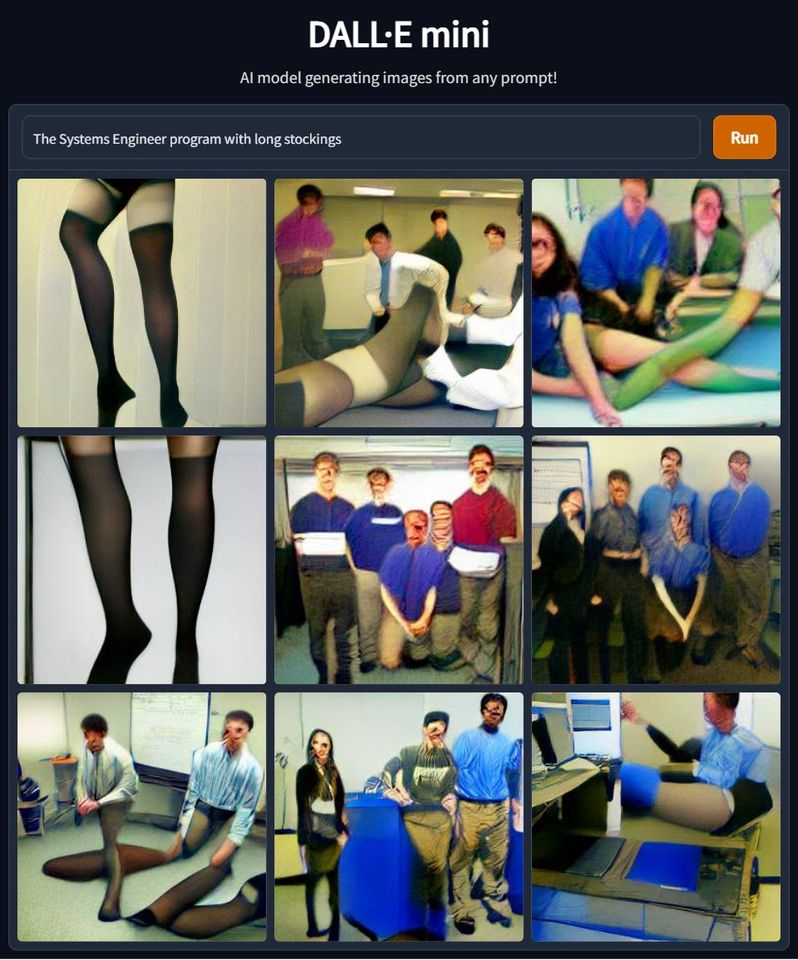 DALL·E mini
AI model generating images from any prompt!
The Systems Engineer program with long stockings
Run